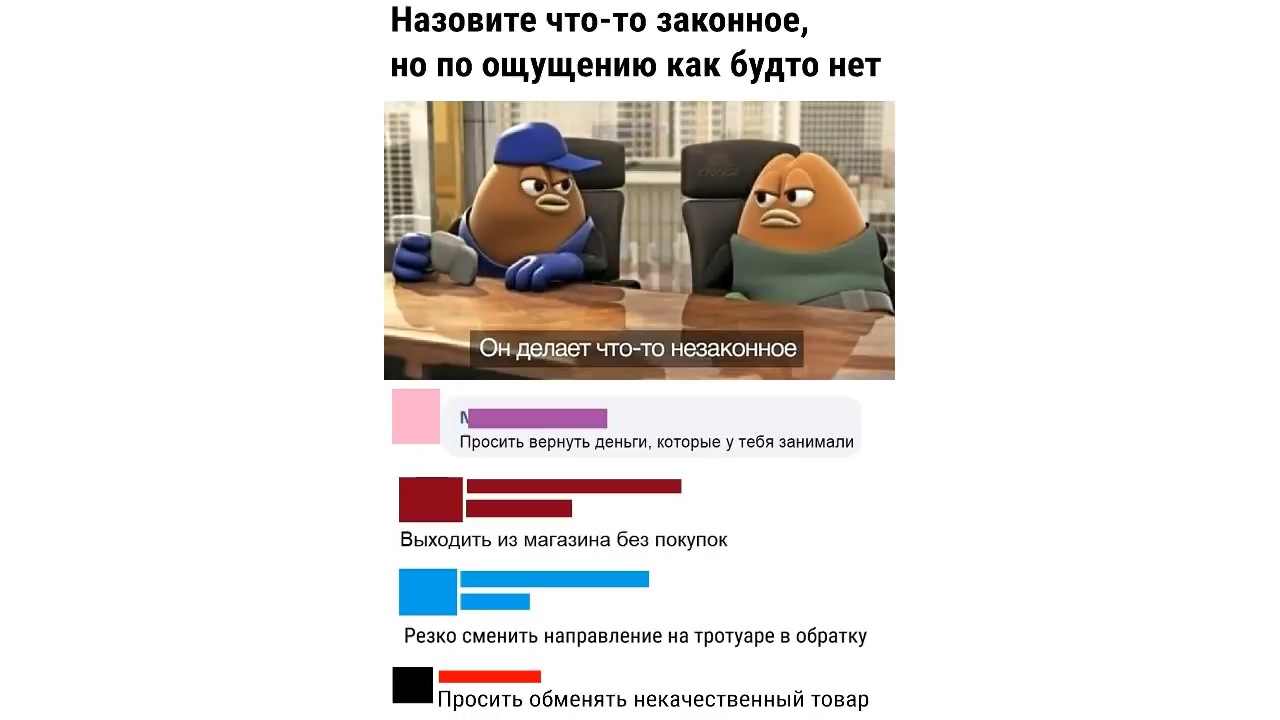 Назовите что-то законное,
но по ощущению как будто нет
Он делает что-то незаконное
Просить вернуть деньги, которые у тебя занимали
Выходить из магазина без покупок
Резко сменить направление на тротуаре в обратку
Просить обменять некачественный товар